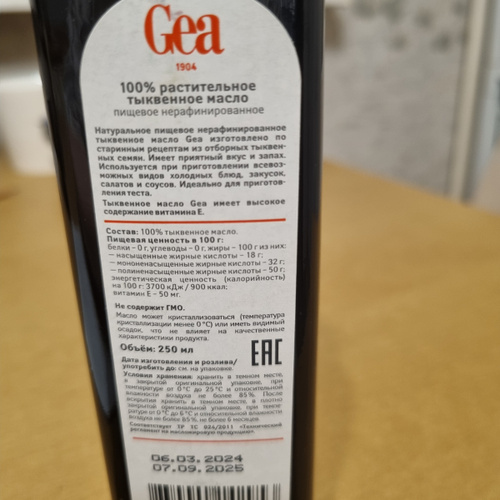 Gea
1904
100% растительное
тыквенное масло
пищевое нерафинированное
Натуральное пищевое нерафинированное
тыквенное масло Gea изготовлено по
старинным рецептам из отборных тыквен-
ных семян. Имеет приятный вкус и запах.
Используется при приготовлении всевоз-
можных видов холодных блюд, закусок,
салатов и соусов. Идеально для приготов-
ления теста.
Тыквенное масло Gea имеет высокое
содержание витамина Е.
Состав: 100% тыквенное масло.
Пищевая ценность в 100 г:
белки – 0 г, углеводы – 0 г, жиры – 100 г из них:
– насыщенные жирные кислоты – 18 г;
– мононенасыщенные жирные кислоты – 32 г;
– полиненасыщенные жирные кислоты – 50 г;
энергетическая ценность (калорийность)
на 100 г: 3700 кДж / 900 ккал;
витамин Е – 50 мг.
Не содержит ГМО.
Масло может кристаллизоваться (температура
кристаллизации менее 0 °С) или иметь видимый
осадок, что не влияет на качественные
характеристики продукта.
Объём: 250 мл
EAC
Дата изготовления и розлива/
употребить до: см. на упаковке.
Условия хранения: хранить в темном месте,
в закрытой оригинальной упаковке, при
температуре от 0 °С до 25 °С и относительной
влажности воздуха не более 85%. После
вскрытия хранить в темном месте, в плотно
закрытой оригинальной упаковке, при темпе-
ратуре от 0 °С до 6 °С и относительной влажности
воздуха не более 85%, не более 6 месяцев.
Соответствует ТР ТС 024/2011 «Технический
регламент на масложировую продукцию».
06.03.2024
07.09.2025